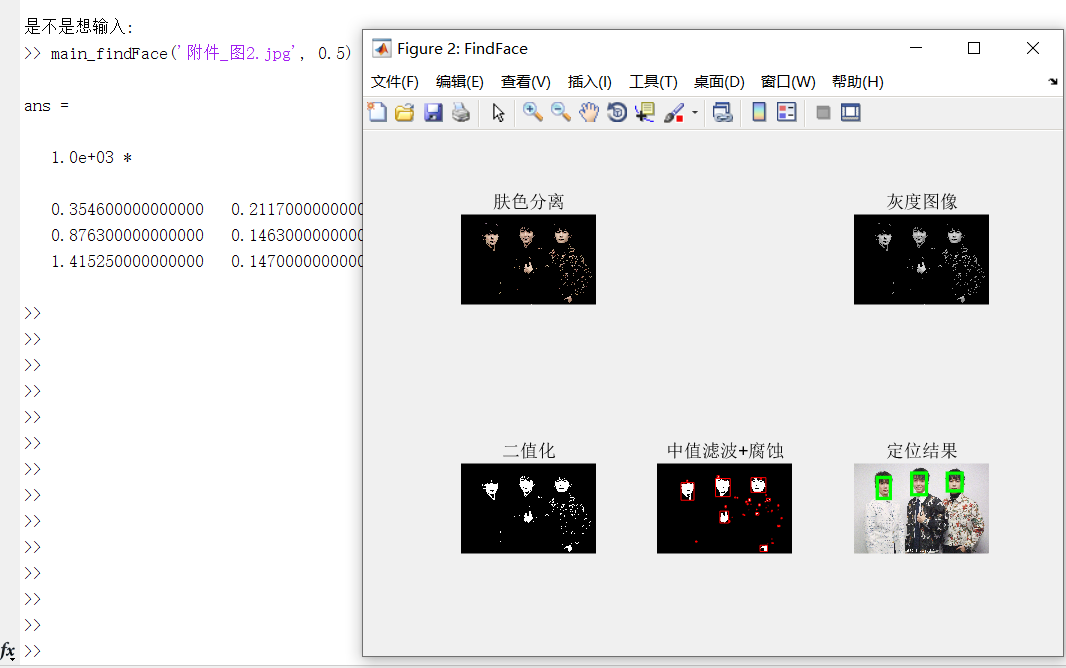 是不是想输入:
>> main_findFace('附件_图2.jpg', 0.5)
ans =
1.0e+03 *
0.354600000000000 0.2117000000000
0.876300000000000 0.1463000000000
1.415250000000000 0.1470000000000
>>
>>
>>
>>
>>
>>
>>
>>
>>
>>
>>
>>
>>
fx >>
Figure 2: FindFace
文件(F) 编辑(E) 查看(V) 插入(I) 工具(T) 桌面(D) 窗口(W) 帮助(H)
肤色分离 灰度图像
二值化 中值滤波+腐蚀 定位结果